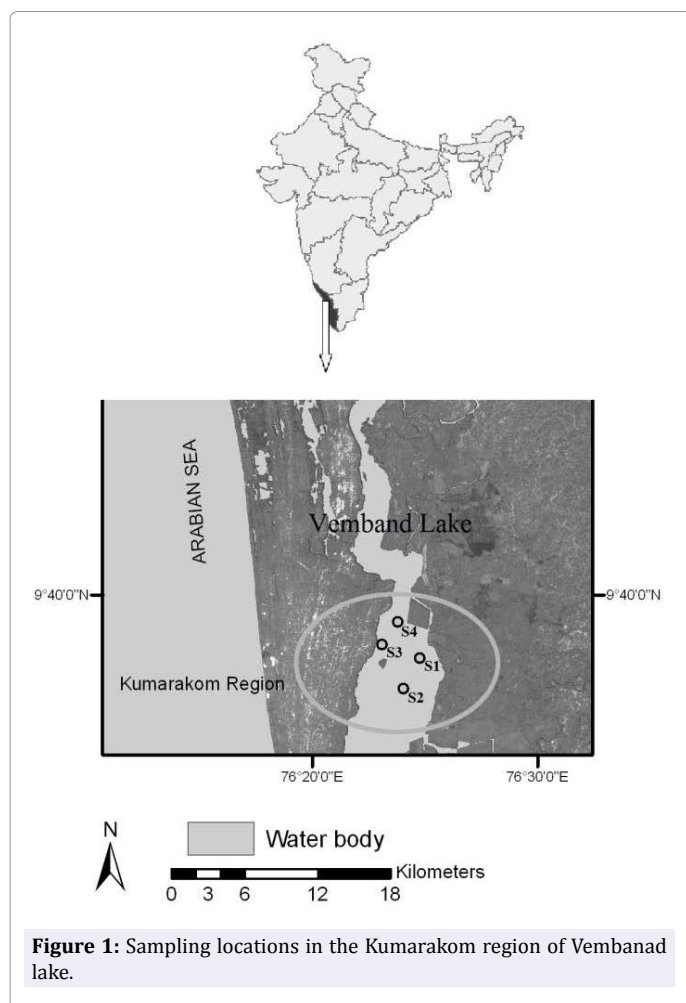 ARABIAN SEA
Vemband Lake
9°40'0"N
9°40'0"N
S4
S3
S1
S2
Kumarakom Region
76°20'0"E
76°30'0"E
N
Water body
Kilometers
0 3 6 12 18
Figure 1: Sampling locations in the Kumarakom region of Vembanad
lake.